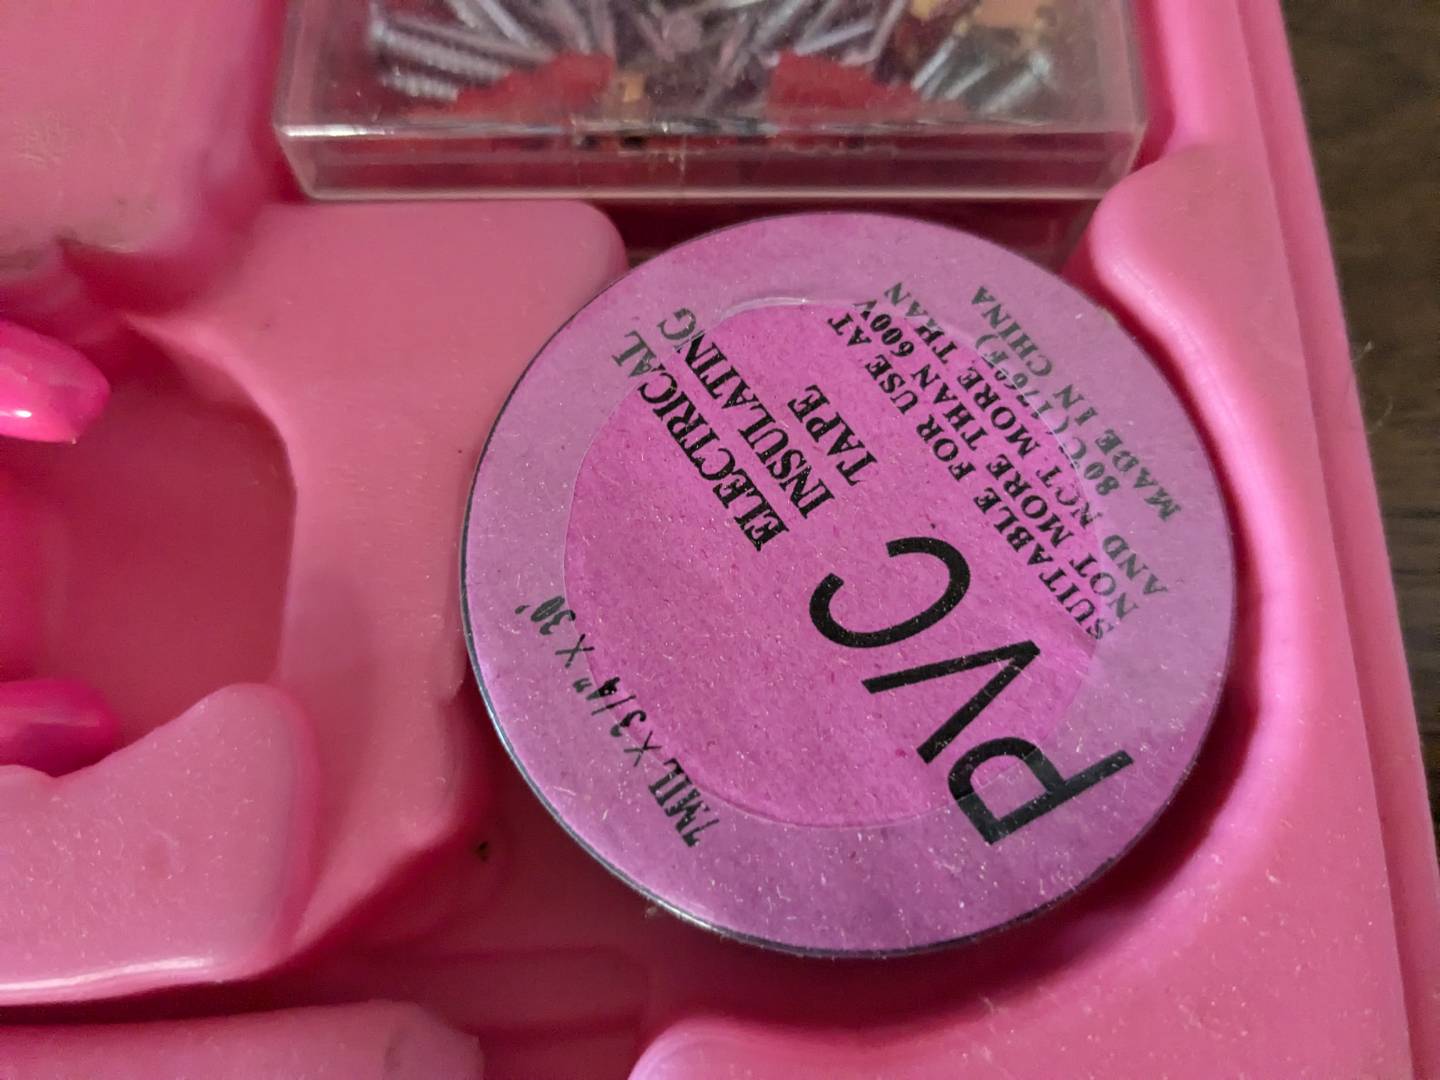 PVC
ELECTRICAL
INSULATING
TAPE
7MIL X 3/4" X 30'
SUITABLE FOR USE AT
NOT MORE THAN 600V
AND NCT MORE THAN
80°C(176°F)
MADE IN CHINA